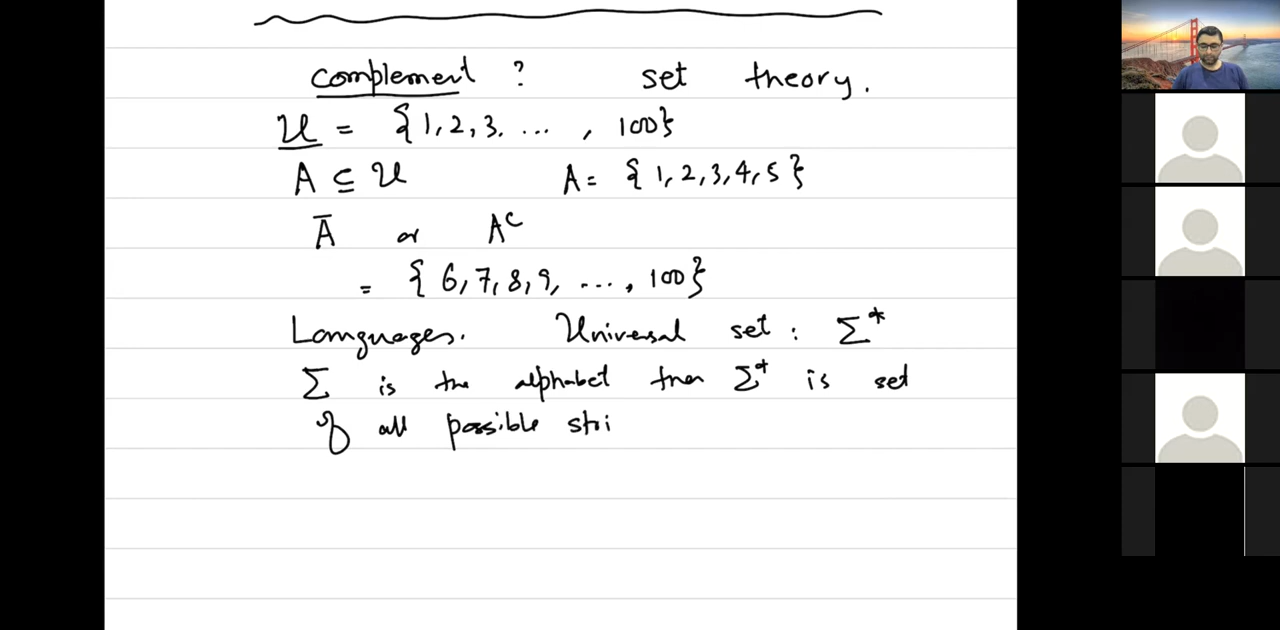 complement ? set theory.
U = {1, 2, 3. ... , 100}
A ⊆ U A = {1, 2, 3, 4, 5}
A̅ or Aᶜ
= {6, 7, 8, 9, ..., 100}
Languages. Universal set : Σ*
Σ is the alphabet then Σ* is set
of all possible stri